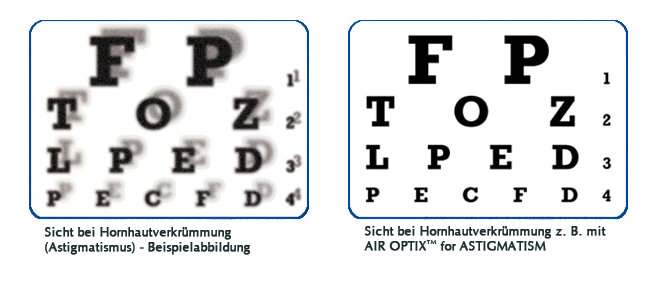 F P
1
T O Z
2
L P E D
3
P E C F D
4
Sicht bei Hornhautverkrümmung
(Astigmatismus) - Beispielabbildung
F P
1
T O Z
2
L P E D
3
P E C F D
4
Sicht bei Hornhautverkrümmung z. B. mit
AIR OPTIX™ for ASTIGMATISM